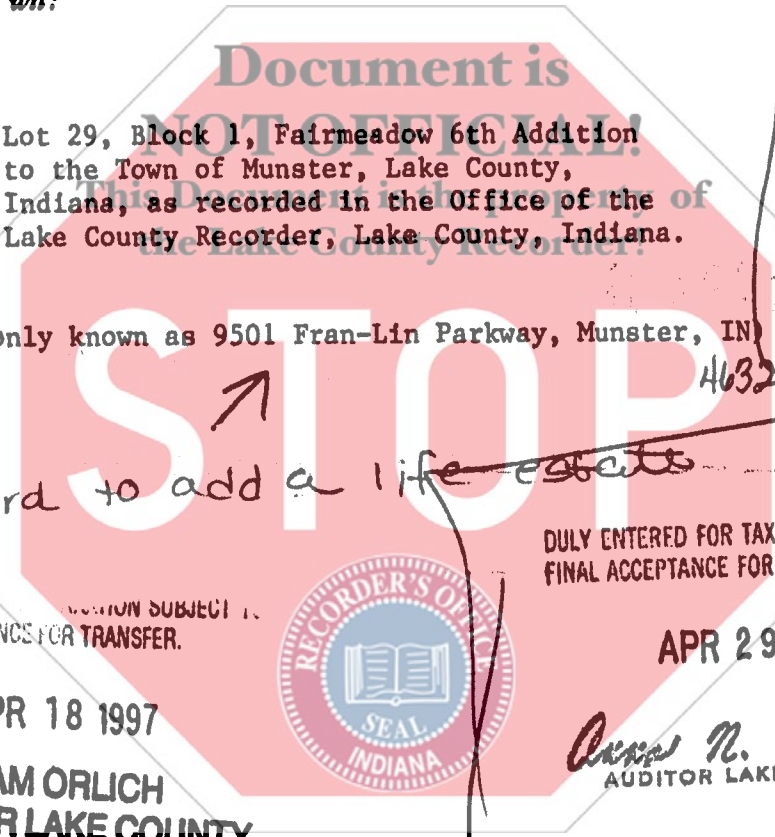 Document is
NOT OFFICIAL!
This Document is the property of
the Lake County Recorder!
Lot 29, Block 1, Fairmeadow 6th Addition
to the Town of Munster, Lake County,
Indiana, as recorded in the Office of the
Lake County Recorder, Lake County, Indiana.
only known as 9501 Fran-Lin Parkway, Munster, IN
4632
STOP
rd to add a life estate
DULY ENTERED FOR TAX
FINAL ACCEPTANCE FOR
SUBJECT
NCE FOR TRANSFER.
APR 29
PR 18 1997
RECORDER'S OFFICE
SEAL
INDIANA
N.
AUDITOR LAKE
AM ORLICH
R LAKE COUNTY